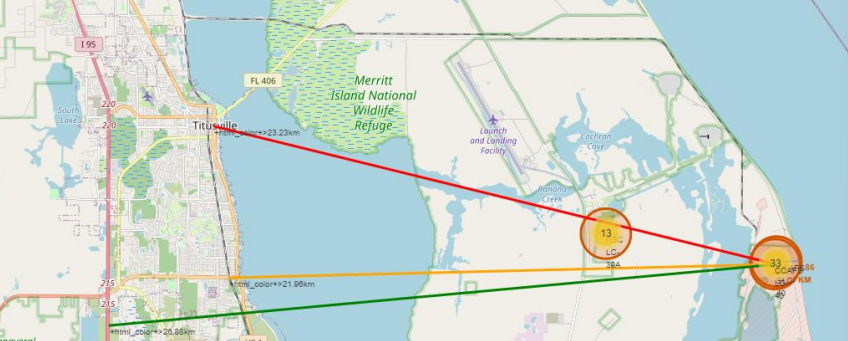 I 95
FL 406
Merritt
Island National
Wildlife
Refuge
South
Lake
220
220
Titusville
+html_color+>23.23km
Launch
and Landing
Facility
Cochran
Cove
Banana
Creek
13
LC-
39A
33
KM
215
215
+html_color+>21.96km
+html_color+>26.88km